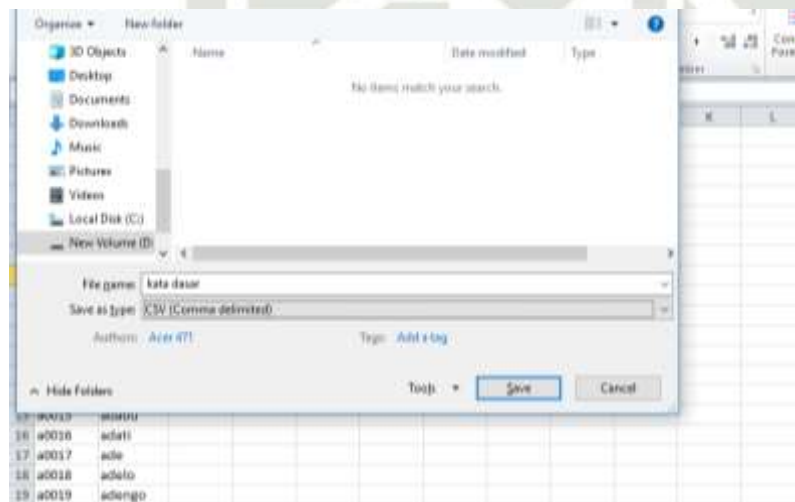 Organize New folder
3D Objects
Desktop
Documents
Downloads
Music
Pictures
Videos
Local Disk (C:)
New Volume (D:
Name Date modified Type
No items match your search.
File name: kata dasar
Save as type: CSV (Comma delimited)
Authors: Acer 471 Tags: Add a tag
Hide Folders Tools Save Cancel
K L
16 a0016 adati
17 a0017 ade
18 a0018 adelo
19 a0019 adengo